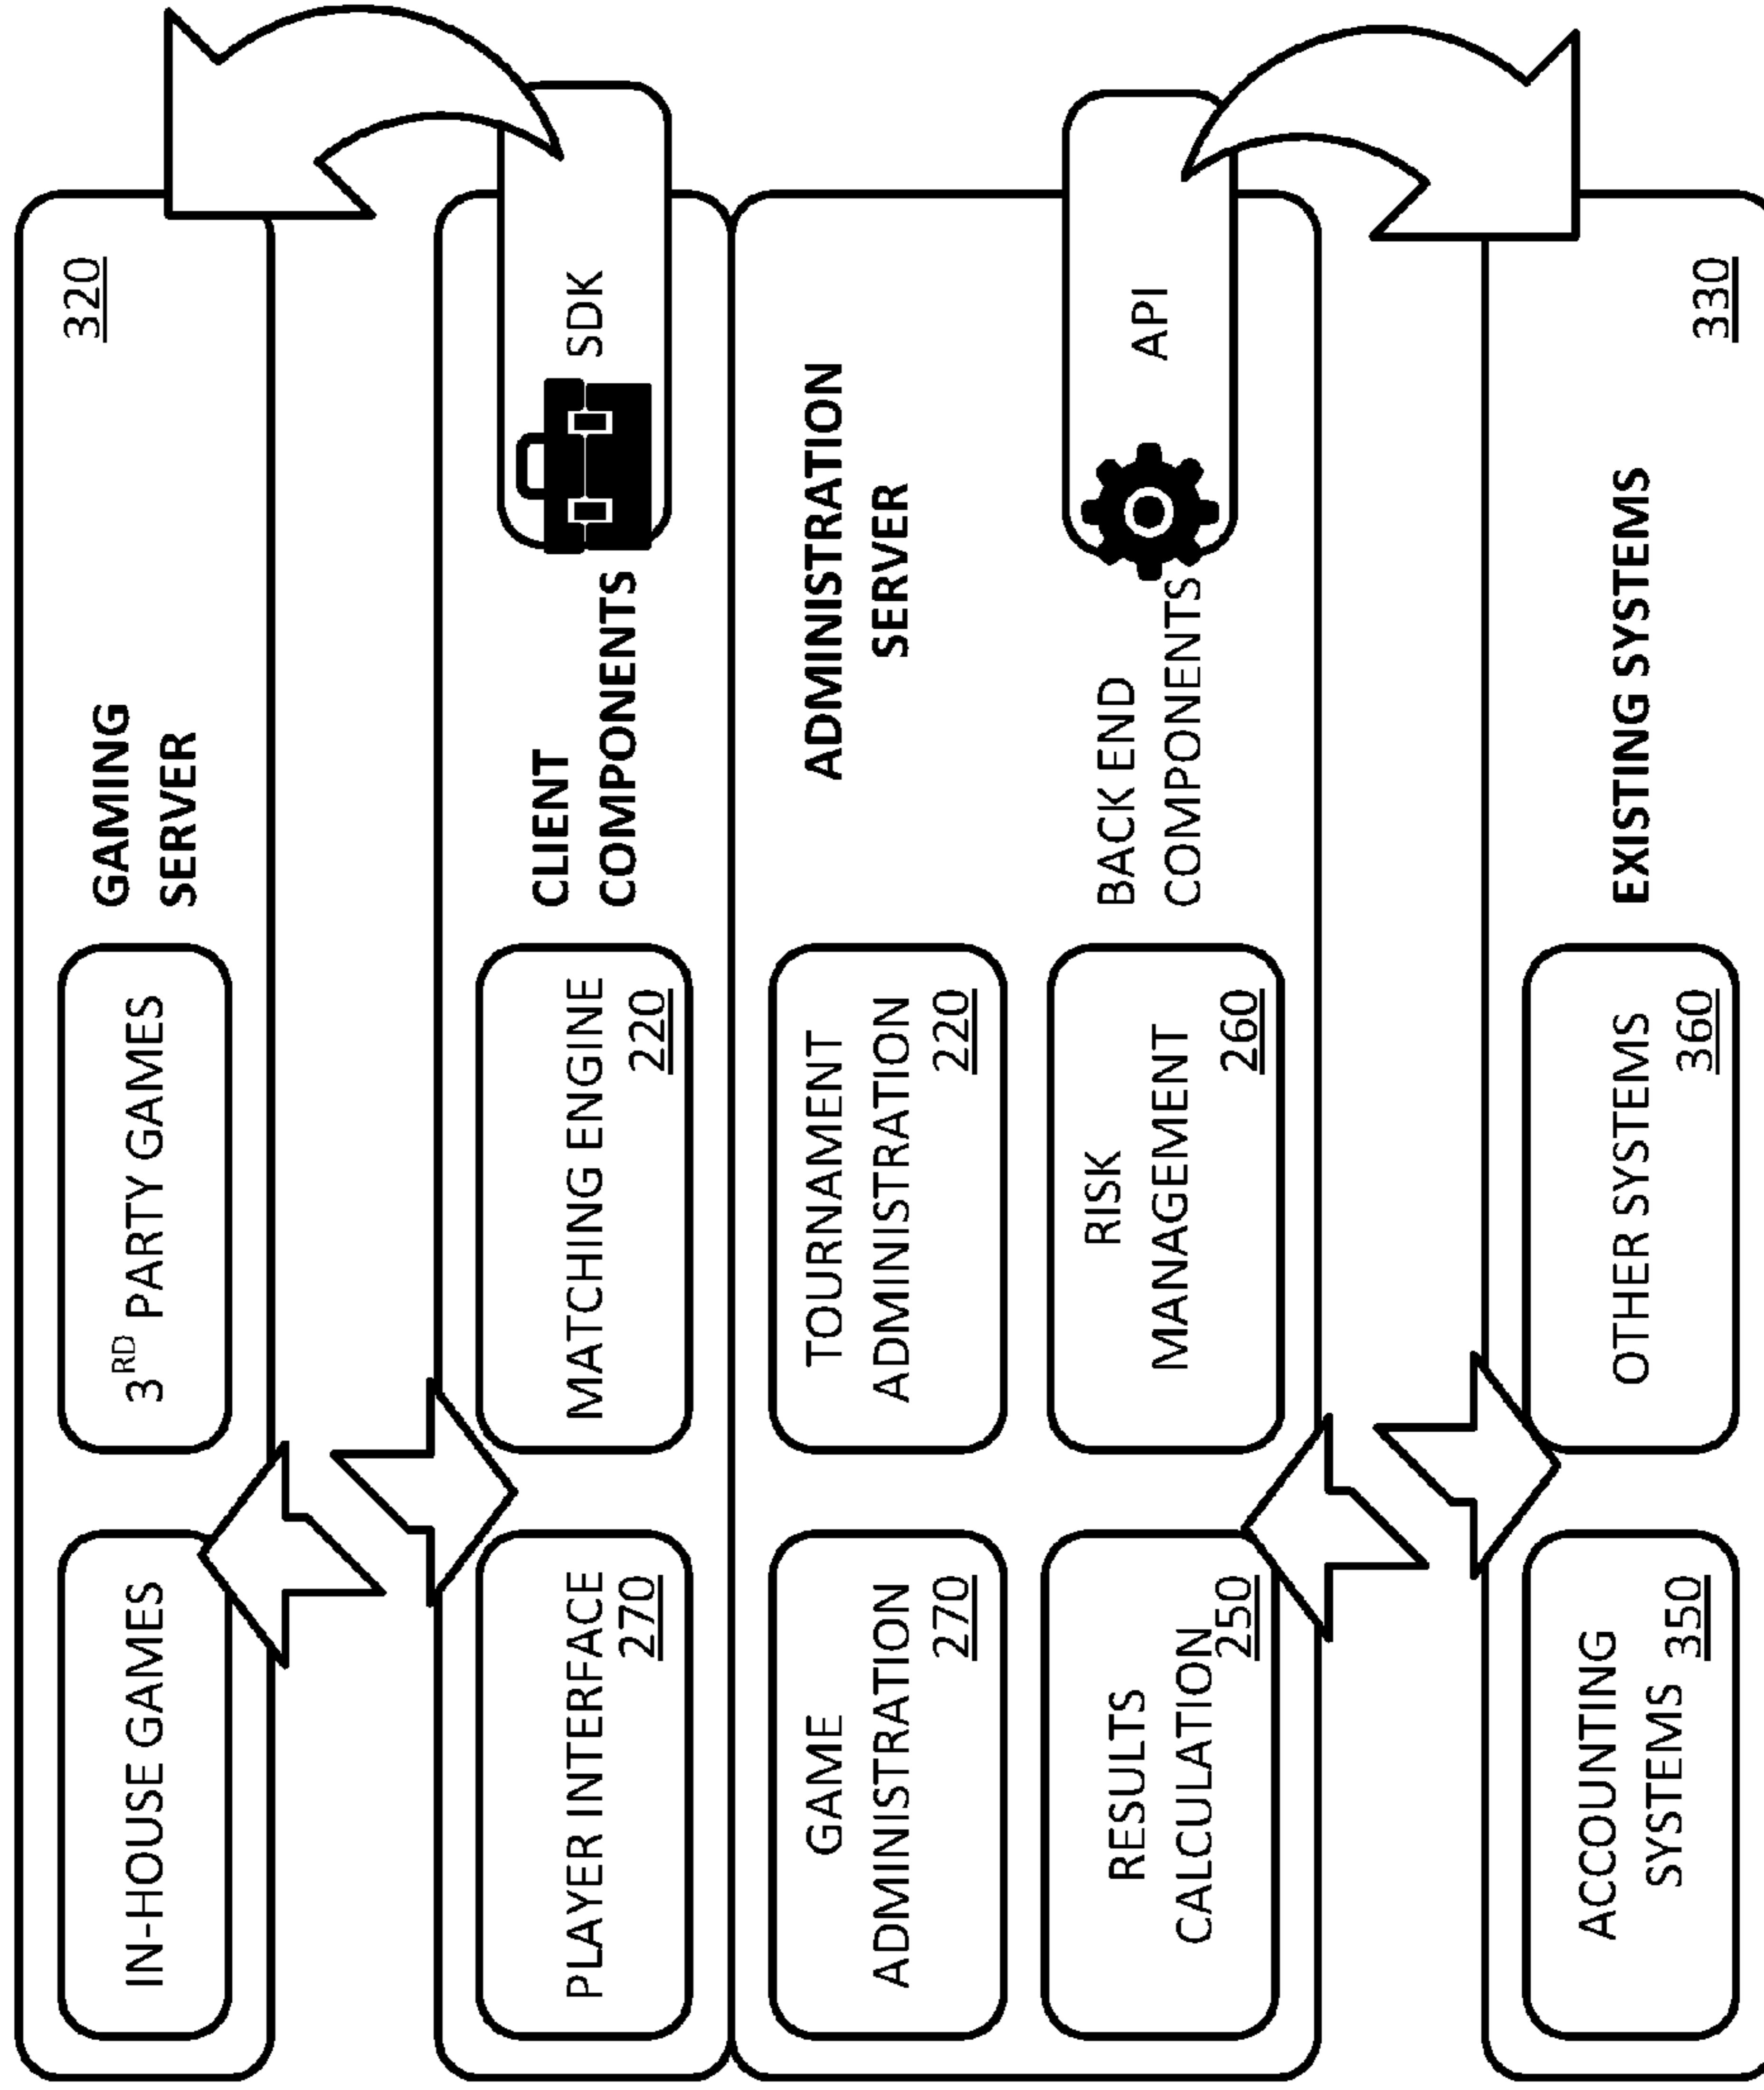 IN-HOUSE GAMES
3RD PARTY GAMES
GAMING
SERVER
320
PLAYER INTERFACE
270
MATCHING ENGINE
220
CLIENT
COMPONENTS
SDK
GAME
ADMINISTRATION
270
TOURNAMENT
ADMINISTRATION
220
ADMINISTRATION
SERVER
RESULTS
CALCULATION
250
RISK
MANAGEMENT
260
BACK END
COMPONENTS
API
ACCOUNTING
SYSTEMS 350
OTHER SYSTEMS
360
EXISTING SYSTEMS
330